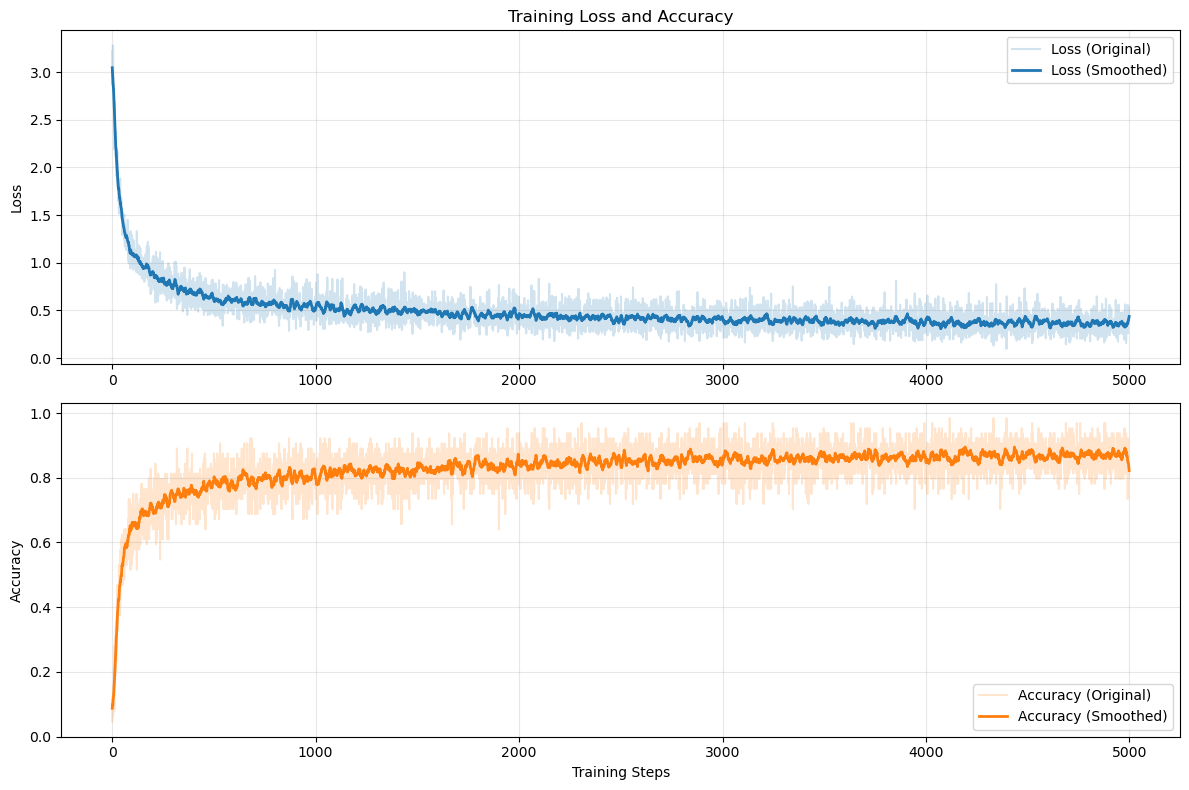 Training Loss and Accuracy
Loss (Original)
Loss (Smoothed)
Loss
3.0
2.5
2.0
1.5
1.0
0.5
0.0
0 1000 2000 3000 4000 5000
Accuracy
1.0
0.8
0.6
0.4
0.2
0.0
Accuracy (Original)
Accuracy (Smoothed)
0 1000 2000 3000 4000 5000
Training Steps